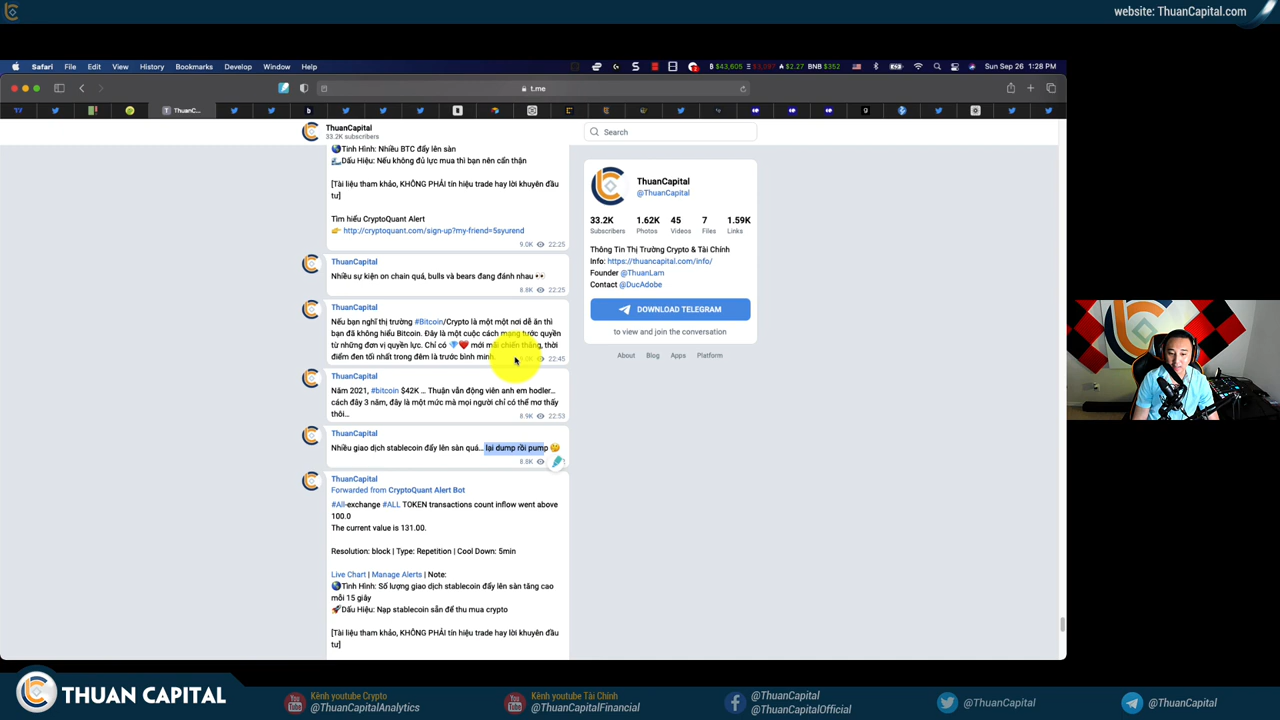 website: ThuanCapital.com
Safari File Edit View History Bookmarks Develop Window Help
฿ $43,605 $2.27 BNB $352 Sun Sep 26 1:28 PM
t.me
ThuanC...
ThuanCapital
33.2K subscribers
Search
🌏Tình Hình: Nhiều BTC đẩy lên sàn
Dấu Hiệu: Nếu không đủ lực mua thì bạn nên cẩn thận
[Tài liệu tham khảo, KHÔNG PHẢI tín hiệu trade hay lời khuyên đầu
tư]
Tìm hiểu CryptoQuant Alert
👉 http://cryptoquant.com/sign-up?my-friend=5syurend
9.0K 22:25
ThuanCapital
Nhiều sự kiện on chain quá, bulls và bears đang đánh nhau 👀
8.8K 22:25
ThuanCapital
Nếu bạn nghĩ thị trường #Bitcoin/Crypto là một một nơi dễ ăn thì
bạn đã không hiểu Bitcoin. Đây là một cuộc cách mạng tước quyền
từ những đơn vị quyền lực. Chỉ có 💎❤️ mới mãi chiến thắng, thời
điểm đen tối nhất trong đêm là trước bình minh.
22:45
ThuanCapital
Năm 2021, #bitcoin $42K ... Thuận vẫn động viên anh em hodler...
cách đây 3 năm, đây là một mức mà mọi người chỉ có thể mơ thấy
thôi...
8.9K 22:53
ThuanCapital
Nhiều giao dịch stablecoin đẩy lên sàn quá... lại dump rồi pump 🤔
8.8K
ThuanCapital
Forwarded from CryptoQuant Alert Bot
#All-exchange #ALL TOKEN transactions count inflow went above
100.0
The current value is 131.00.
Resolution: block | Type: Repetition | Cool Down: 5min
Live Chart | Manage Alerts | Note:
🌏Tình Hình: Số lượng giao dịch stablecoin đẩy lên sàn tăng cao
mỗi 15 giây
🚀Dấu Hiệu: Nạp stablecoin sẵn để thu mua crypto
[Tài liệu tham khảo, KHÔNG PHẢI tín hiệu trade hay lời khuyên đầu
tư]
ThuanCapital
@ThuanCapital
33.2K 1.62K 45 7 1.59K
Subscribers Photos Videos Files Links
Thông Tin Thị Trường Crypto & Tài Chính
Info: https://thuancapital.com/info/
Founder @ThuanLam
Contact @DucAdobe
DOWNLOAD TELEGRAM
to view and join the conversation
About Blog Apps Platform
THUAN CAPITAL
Kênh youtube Crypto
@ThuanCapitalAnalytics
Kênh youtube Tài Chính
@ThuanCapitalFinancial
@ThuanCapital
@ThuanCapitalOfficial
@ThuanCapital
@ThuanCapital